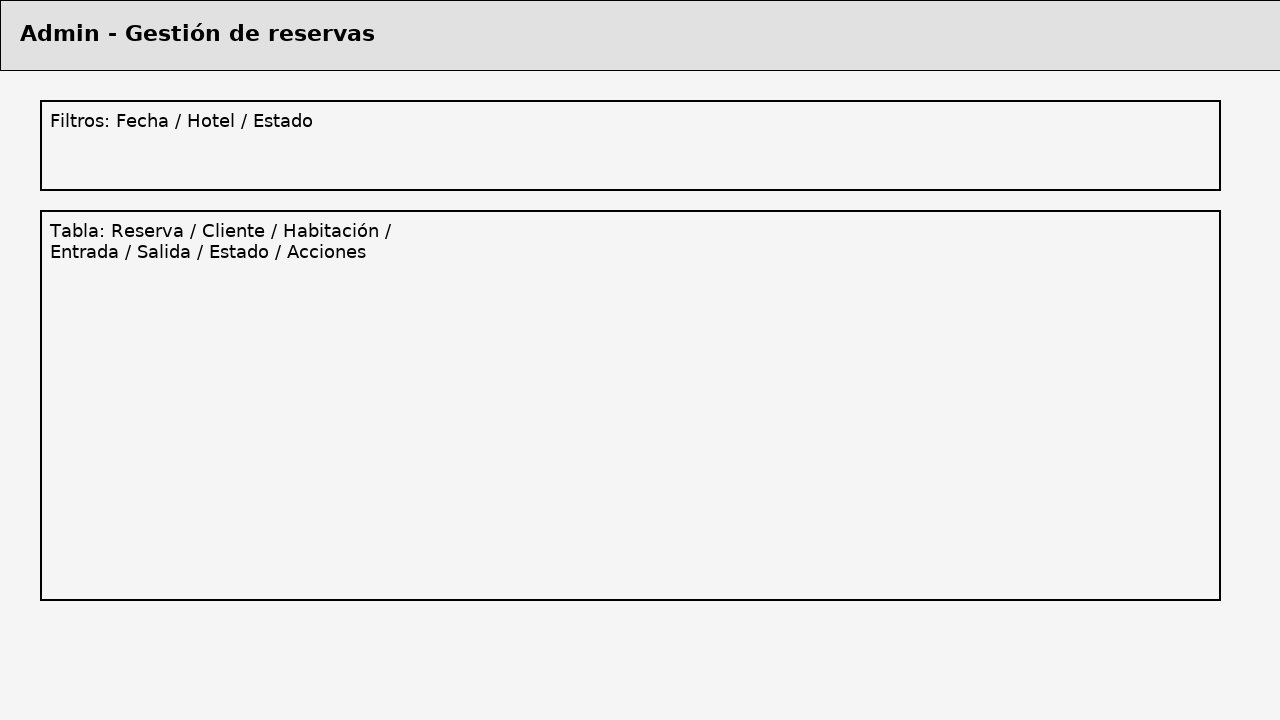 Admin - Gestión de reservas
Filtros: Fecha / Hotel / Estado
Tabla: Reserva / Cliente / Habitación /
Entrada / Salida / Estado / Acciones